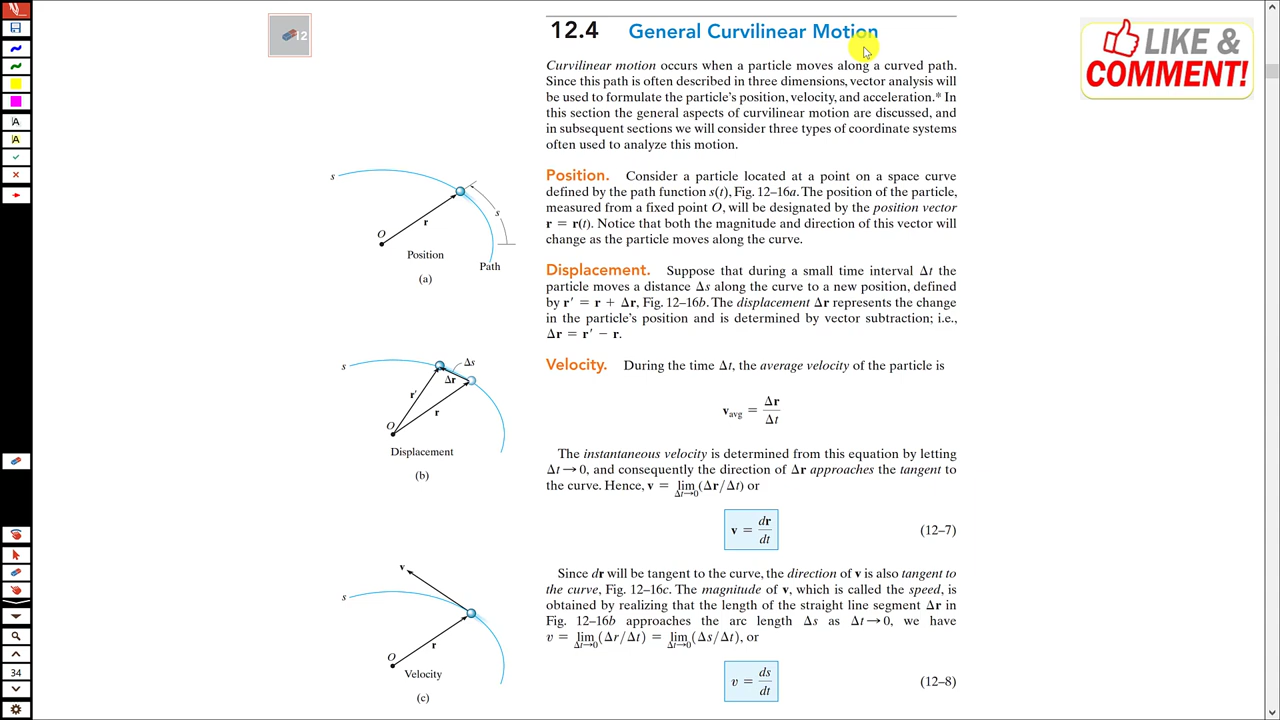 12.4 General Curvilinear Motion
Curvilinear motion occurs when a particle moves along a curved path.
Since this path is often described in three dimensions, vector analysis will
be used to formulate the particle's position, velocity, and acceleration.* In
this section the general aspects of curvilinear motion are discussed, and
in subsequent sections we will consider three types of coordinate systems
often used to analyze this motion.
Position. Consider a particle located at a point on a space curve
defined by the path function s(t), Fig. 12–16a. The position of the particle,
measured from a fixed point O, will be designated by the position vector
r = r(t). Notice that both the magnitude and direction of this vector will
change as the particle moves along the curve.
Displacement. Suppose that during a small time interval Δt the
particle moves a distance Δs along the curve to a new position, defined
by r′ = r + Δr, Fig. 12–16b. The displacement Δr represents the change
in the particle's position and is determined by vector subtraction; i.e.,
Δr = r′ − r.
Velocity. During the time Δt, the average velocity of the particle is
v_avg = Δr/Δt
The instantaneous velocity is determined from this equation by letting
Δt → 0, and consequently the direction of Δr approaches the tangent to
the curve. Hence, v = lim Δt→0 (Δr/Δt) or
v = dr/dt (12–7)
Since dr will be tangent to the curve, the direction of v is also tangent to
the curve, Fig. 12–16c. The magnitude of v, which is called the speed, is
obtained by realizing that the length of the straight line segment Δr in
Fig. 12–16b approaches the arc length Δs as Δt → 0, we have
v = lim Δt→0 (Δr/Δt) = lim Δt→0 (Δs/Δt), or
v = ds/dt (12–8)
s
s
O
r
Position
Path
(a)
s
Δs
Δr
r′
r
O
Displacement
(b)
v
s
O
r
Velocity
(c)
12
LIKE &
COMMENT!
A
A
34